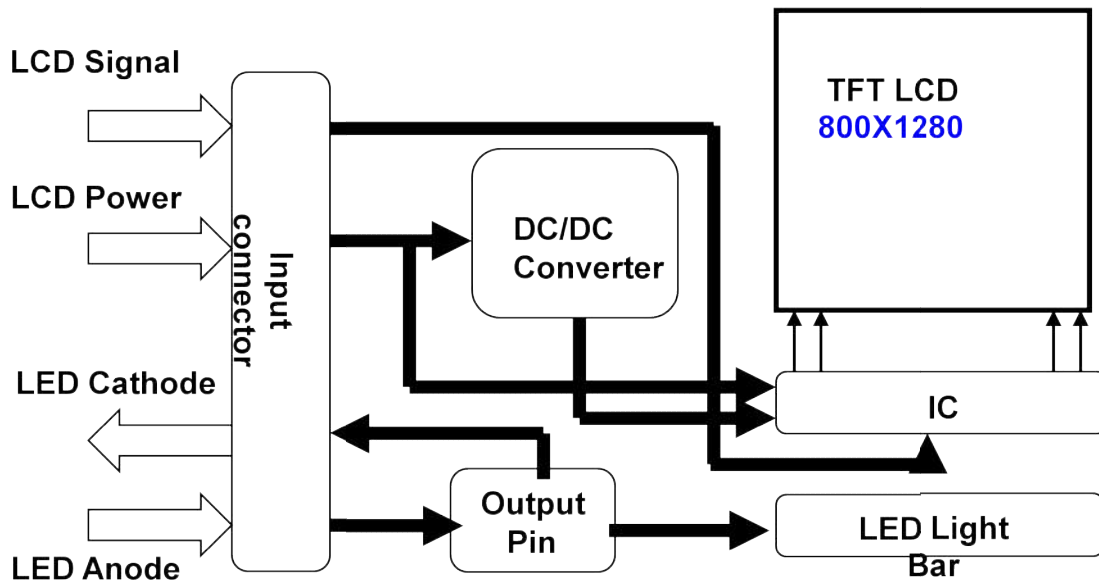 LCD Signal
LCD Power
LED Cathode
LED Anode
Input
connector
DC/DC
Converter
Output
Pin
TFT LCD
800X1280
IC
LED Light
Bar